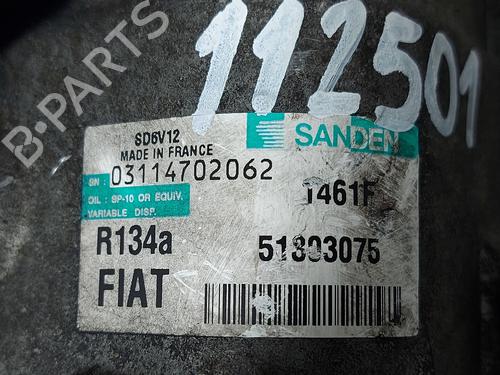 112501
B-PARTS
SD6V12
MADE IN FRANCE
SANDEN
SN : 03114702062
1461F
OIL : SP-10 OR EQUIV.
VARIABLE DISP.
R134a
51803075
FIAT